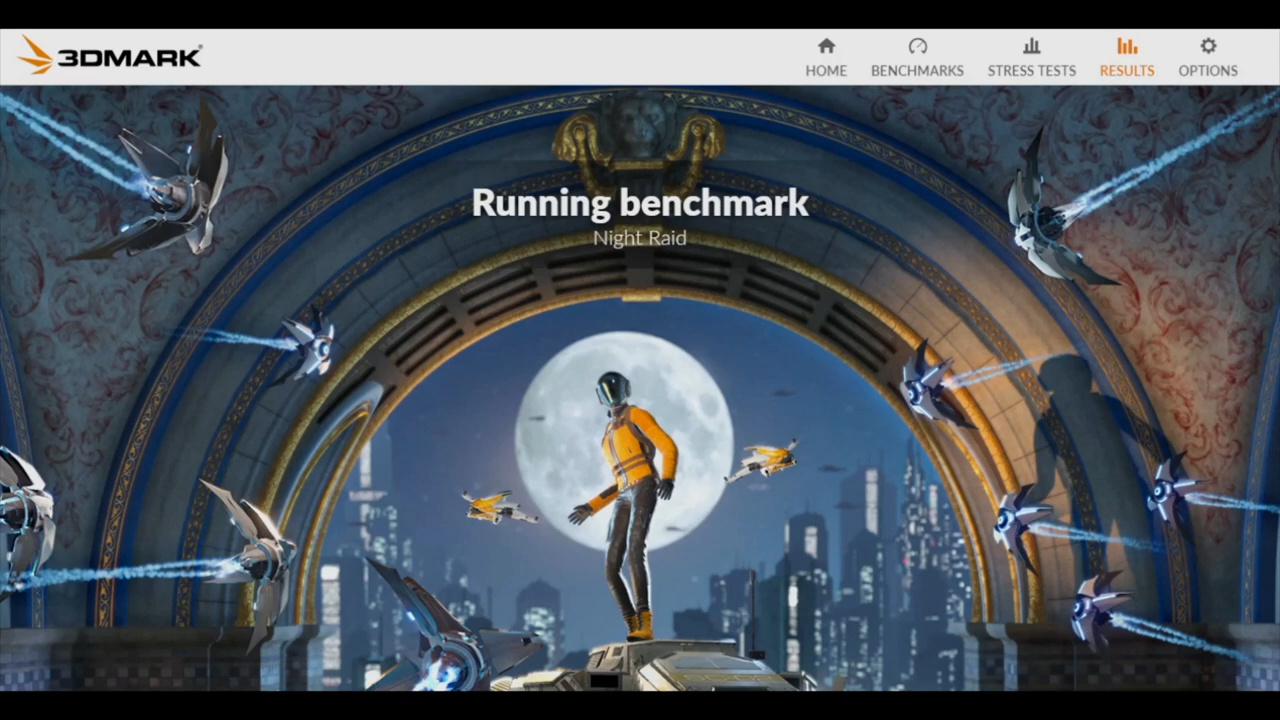 3DMARK
HOME
BENCHMARKS
STRESS TESTS
RESULTS
OPTIONS
Running benchmark
Night Raid